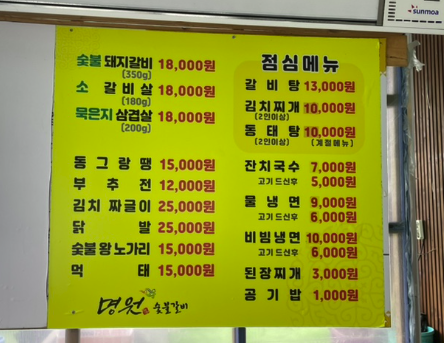 sunmoa
숯불 돼지갈비 18,000원
(350g)
소 갈비살 18,000원
(180g)
묵은지 삼겹살 18,000원
(200g)
동그랑땡 15,000원
부추전 12,000원
김치 짜글이 25,000원
닭발 25,000원
숯불 왕 노가리 15,000원
먹태 15,000원
명원 숯불갈비
점심메뉴
갈비탕 13,000원
김치찌개 10,000원
(2인이상)
동태탕 10,000원
(2인이상) (계절메뉴)
잔치국수 7,000원
고기 드신후 5,000원
물냉면 9,000원
고기 드신후 6,000원
비빔냉면 10,000원
고기 드신후 6,000원
된장찌개 3,000원
공기밥 1,000원